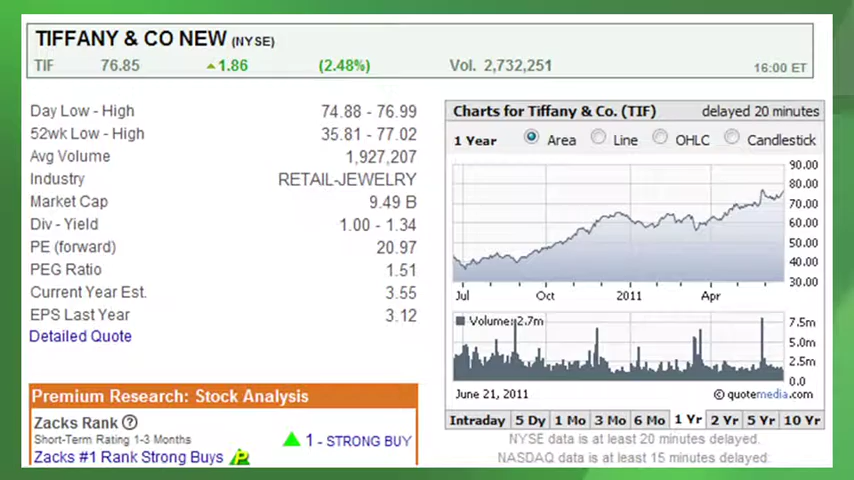 TIFFANY & CO NEW (NYSE)
TIF 76.85 1.86 (2.48%) Vol. 2,732,251 16:00 ET
Day Low - High 74.88 - 76.99
52wk Low - High 35.81 - 77.02
Avg Volume 1,927,207
Industry RETAIL-JEWELRY
Market Cap 9.49 B
Div - Yield 1.00 - 1.34
PE (forward) 20.97
PEG Ratio 1.51
Current Year Est. 3.55
EPS Last Year 3.12
Detailed Quote
Premium Research: Stock Analysis
Zacks Rank ?
Short-Term Rating 1-3 Months
1 - STRONG BUY
Zacks #1 Rank Strong Buys
Charts for Tiffany & Co. (TIF) delayed 20 minutes
1 Year Area Line OHLC Candlestick
90.00
80.00
70.00
60.00
50.00
40.00
30.00
Jul Oct 2011 Apr
Volume: 2.7m
7.5m
5.0m
2.5m
0.0
June 21, 2011 © quotemedia.com
Intraday 5 Dy 1 Mo 3 Mo 6 Mo 1 Yr 2 Yr 5 Yr 10 Yr
NYSE data is at least 20 minutes delayed.
NASDAQ data is at least 15 minutes delayed.